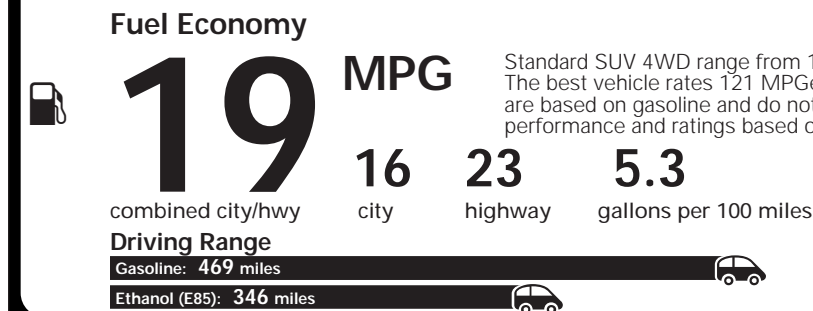 Fuel Economy
19 MPG
Standard SUV 4WD range from 1
The best vehicle rates 121 MPGe
are based on gasoline and do not
performance and ratings based o
16 23 5.3
combined city/hwy city highway gallons per 100 miles
Driving Range
Gasoline: 469 miles
Ethanol (E85): 346 miles